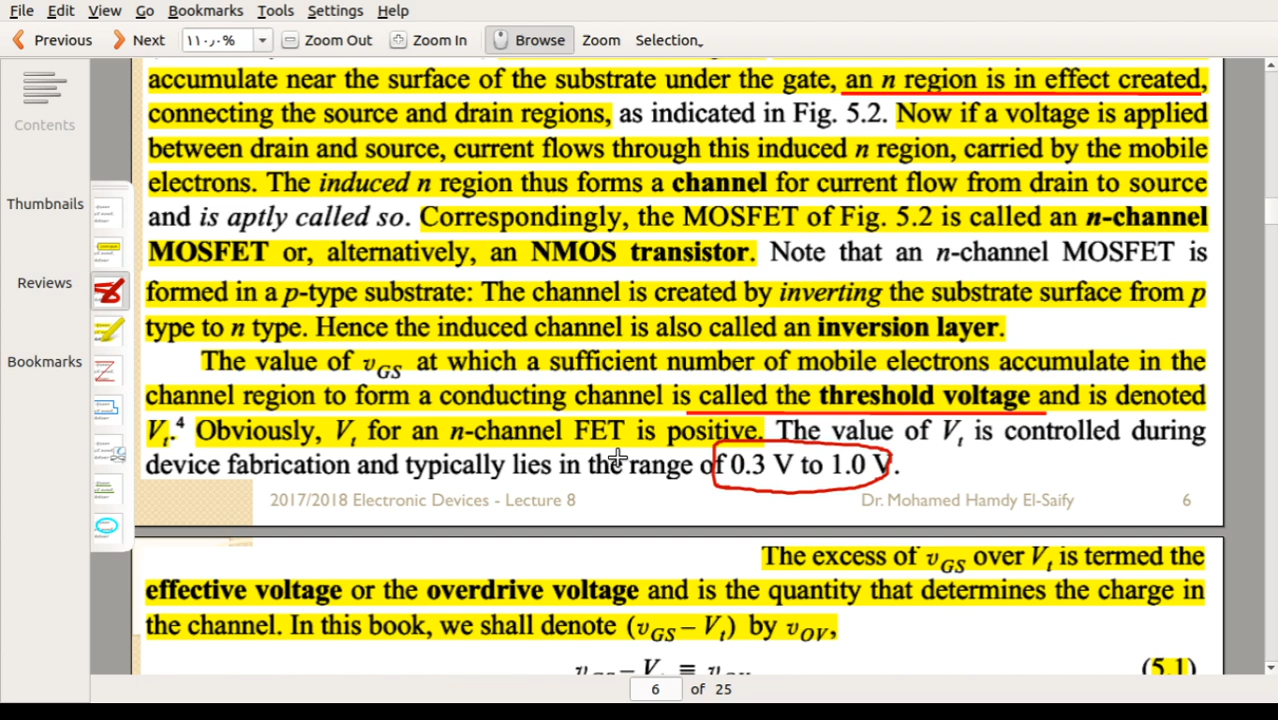 File Edit View Go Bookmarks Tools Settings Help
Previous Next ١١٠٫٠% Zoom Out Zoom In Browse Zoom Selection
Contents
Thumbnails
Reviews
Bookmarks
accumulate near the surface of the substrate under the gate, an n region is in effect created,
connecting the source and drain regions, as indicated in Fig. 5.2. Now if a voltage is applied
between drain and source, current flows through this induced n region, carried by the mobile
electrons. The induced n region thus forms a channel for current flow from drain to source
and is aptly called so. Correspondingly, the MOSFET of Fig. 5.2 is called an n-channel
MOSFET or, alternatively, an NMOS transistor. Note that an n-channel MOSFET is
formed in a p-type substrate: The channel is created by inverting the substrate surface from p
type to n type. Hence the induced channel is also called an inversion layer.
The value of vGS at which a sufficient number of mobile electrons accumulate in the
channel region to form a conducting channel is called the threshold voltage and is denoted
Vt.⁴ Obviously, Vt for an n-channel FET is positive. The value of Vt is controlled during
device fabrication and typically lies in the range of 0.3 V to 1.0 V.
2017/2018 Electronic Devices - Lecture 8 Dr. Mohamed Hamdy El-Saify 6
The excess of vGS over Vt is termed the
effective voltage or the overdrive voltage and is the quantity that determines the charge in
the channel. In this book, we shall denote (vGS – Vt) by vOV,
(5.1)
6 of 25